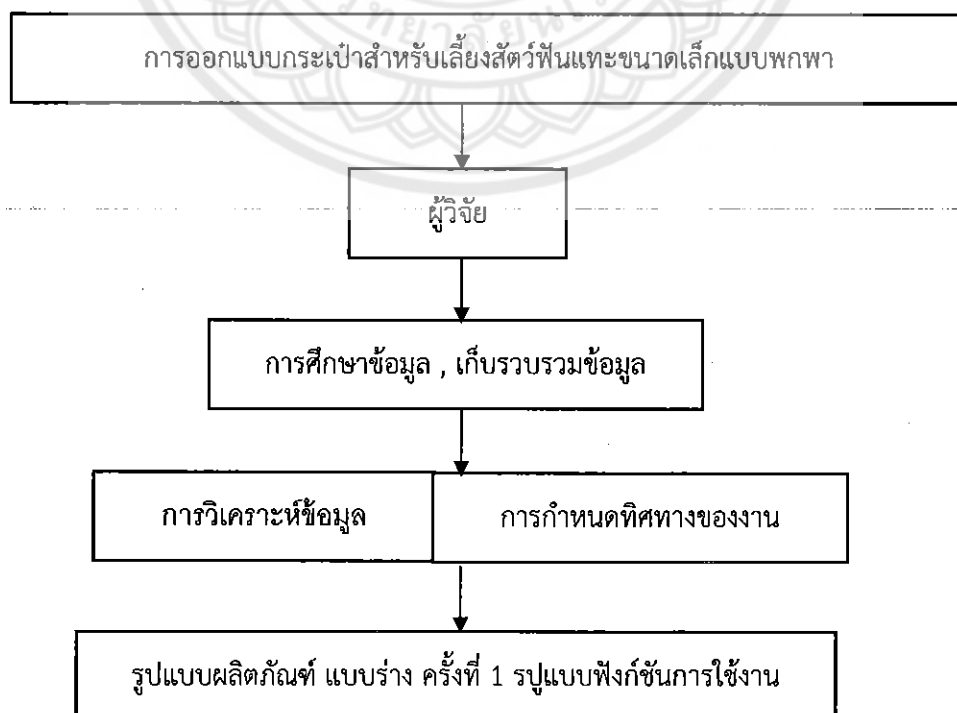 การออกแบบกระเป๋าสำหรับเลี้ยงสัตว์ฟันแทะขนาดเล็กแบบพกพา
ผู้วิจัย
การศึกษาข้อมูล , เก็บรวบรวมข้อมูล
การวิเคราะห์ข้อมูล
การกำหนดทิศทางของงาน
รูปแบบผลิตภัณฑ์ แบบร่าง ครั้งที่ 1 รปูแบบฟังก์ชันการใช้งาน